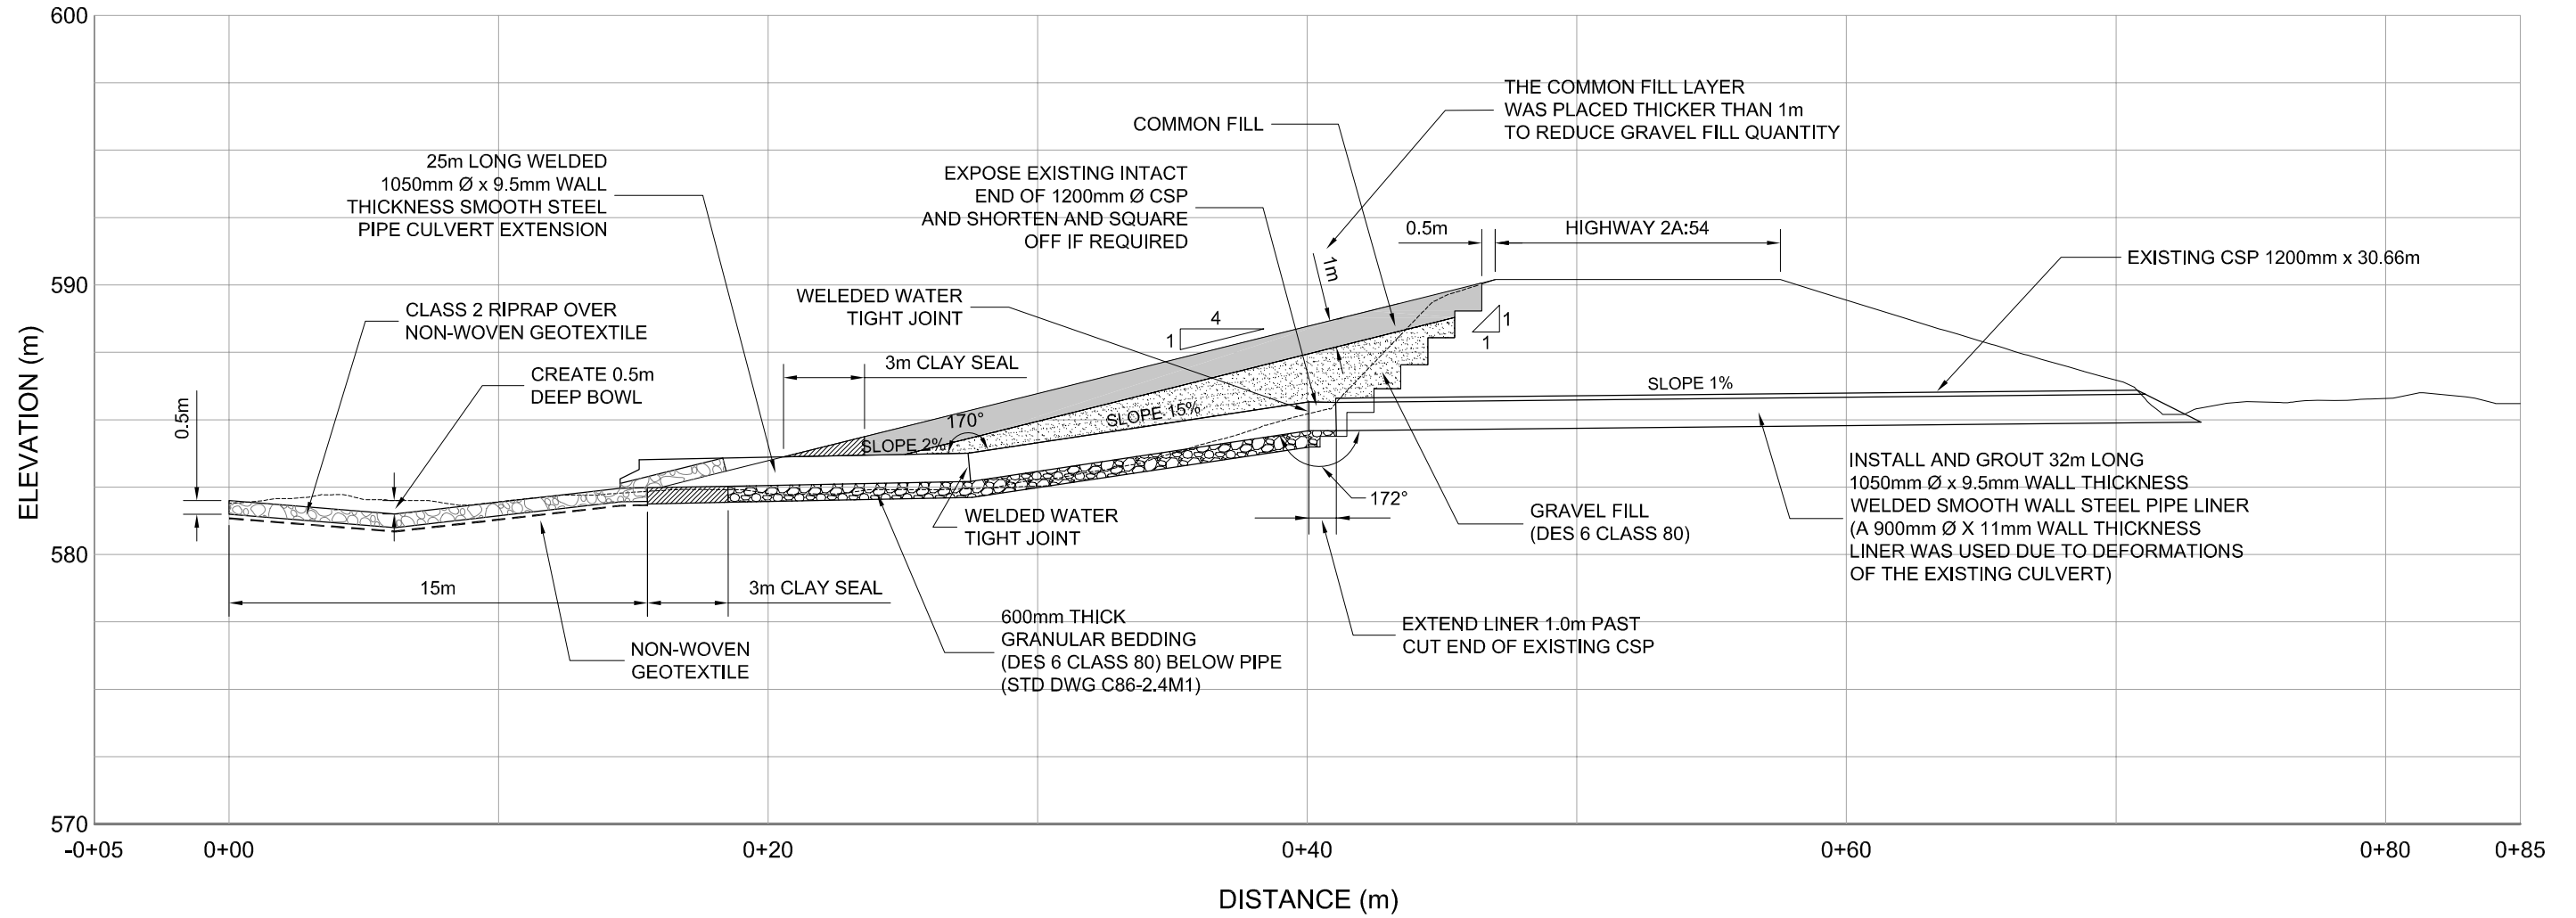 600
THE COMMON FILL LAYER
WAS PLACED THICKER THAN 1m
TO REDUCE GRAVEL FILL QUANTITY
COMMON FILL
25m LONG WELDED
1050mm Ø x 9.5mm WALL
THICKNESS SMOOTH STEEL
PIPE CULVERT EXTENSION
EXPOSE EXISTING INTACT
END OF 1200mm Ø CSP
AND SHORTEN AND SQUARE
OFF IF REQUIRED
0.5m
HIGHWAY 2A:54
EXISTING CSP 1200mm x 30.66m
1m
590
WELEDED WATER
TIGHT JOINT
CLASS 2 RIPRAP OVER
NON-WOVEN GEOTEXTILE
4
1
1
1
3m CLAY SEAL
CREATE 0.5m
DEEP BOWL
SLOPE 1%
0.5m
170°
SLOPE 15%
SLOPE 2%
ELEVATION (m)
INSTALL AND GROUT 32m LONG
1050mm Ø x 9.5mm WALL THICKNESS
WELDED SMOOTH WALL STEEL PIPE LINER
(A 900mm Ø X 11mm WALL THICKNESS
LINER WAS USED DUE TO DEFORMATIONS
OF THE EXISTING CULVERT)
172°
WELDED WATER
TIGHT JOINT
GRAVEL FILL
(DES 6 CLASS 80)
580
15m
3m CLAY SEAL
600mm THICK
GRANULAR BEDDING
(DES 6 CLASS 80) BELOW PIPE
(STD DWG C86-2.4M1)
EXTEND LINER 1.0m PAST
CUT END OF EXISTING CSP
NON-WOVEN
GEOTEXTILE
570
-0+05
0+00
0+20
0+40
0+60
0+80
0+85
DISTANCE (m)